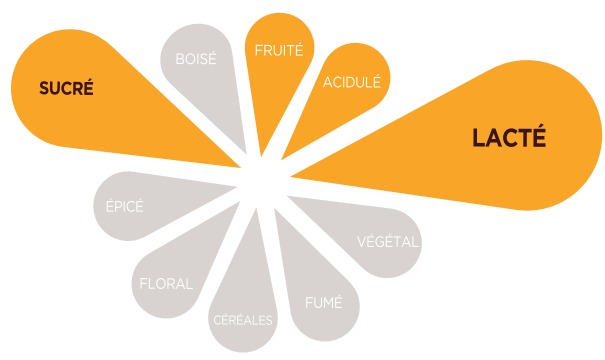 FRUITÉ
BOISÉ
ACIDULÉ
SUCRÉ
LACTÉ
ÉPICÉ
VÉGÉTAL
FLORAL
FUMÉ
CÉRÉALES